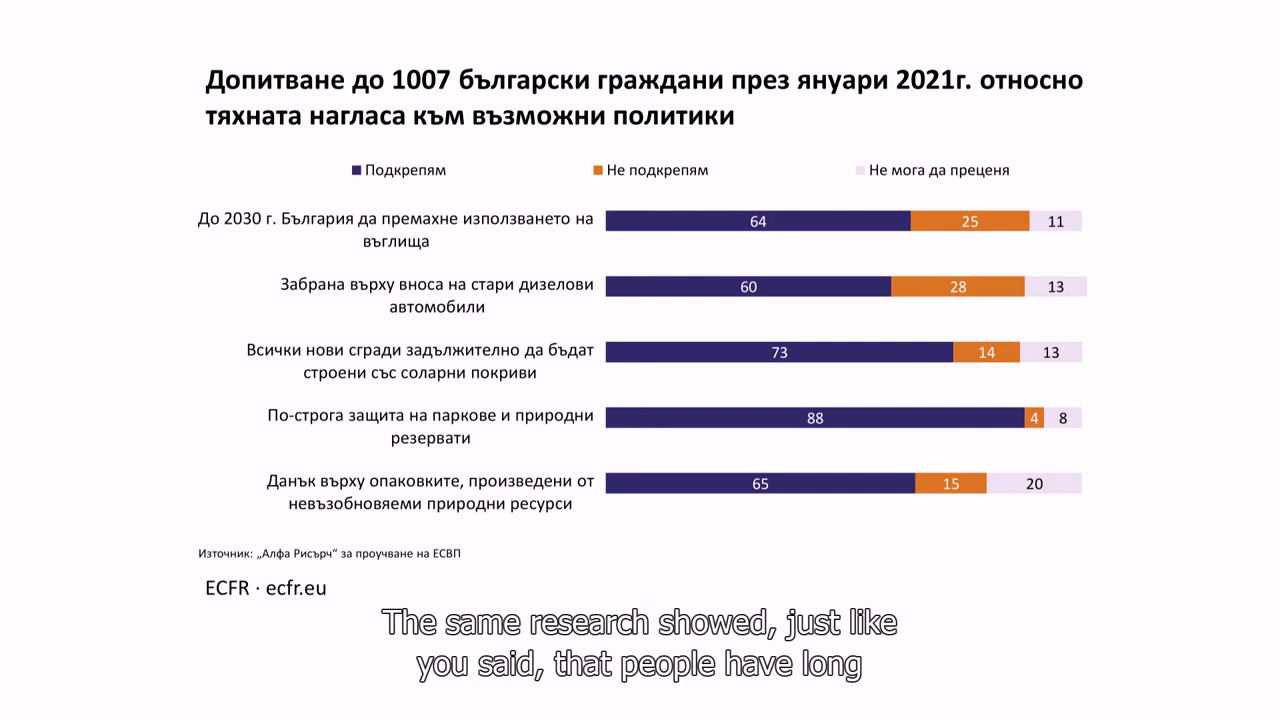 Допитване до 1007 български граждани през януари 2021г. относно
тяхната нагласа към възможни политики
Подкрепям Не подкрепям Не мога да преценя
До 2030 г. България да премахне използването на
въглища
64 25 11
Забрана върху вноса на стари дизелови
автомобили
60 28 13
Всички нови сгради задължително да бъдат
строени със соларни покриви
73 14 13
По-строга защита на паркове и природни
резервати
88 4 8
Данък върху опаковките, произведени от
невъзобновяеми природни ресурси
65 15 20
Източник: „Алфа Рисърч“ за проучване на ЕСВП
ECFR · ecfr.eu
The same research showed, just like
you said, that people have long